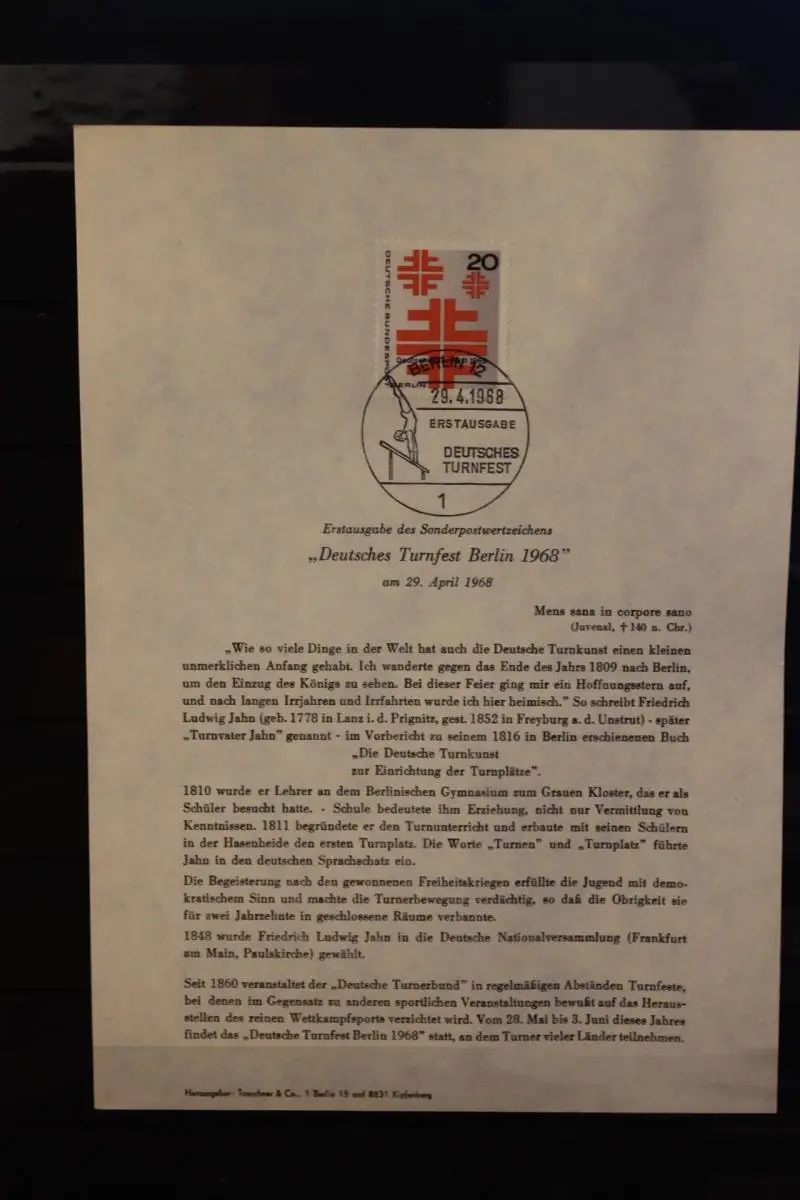 20
DEUTSCHE BUNDESPOST
BERLIN
BERLIN 12
29.4.1968
ERSTAUSGABE
DEUTSCHES
TURNFEST
1
Erstausgabe des Sonderpostwertzeichens
„Deutsches Turnfest Berlin 1968”
am 29. April 1968
Mens sana in corpore sano
(Juvenal, † 140 n. Chr.)
„Wie so viele Dinge in der Welt hat auch die Deutsche Turnkunst einen kleinen
unmerklichen Anfang gehabt. Ich wanderte gegen das Ende des Jahrs 1809 nach Berlin,
um den Einzug des Königs zu sehen. Bei dieser Feier ging mir ein Hoffnungsstern auf,
und nach langen Irrjahren und Irrfahrten wurde ich hier heimisch.” So schreibt Friedrich
Ludwig Jahn (geb. 1778 in Lanz i. d. Prignitz, gest. 1852 in Freyburg a. d. Unstrut) - später
„Turnvater Jahn” genannt - im Vorbericht zu seinem 1816 in Berlin erschienenen Buch
„Die Deutsche Turnkunst
zur Einrichtung der Turnplätze”.
1810 wurde er Lehrer an dem Berlinischen Gymnasium zum Grauen Kloster, das er als
Schüler besucht hatte. - Schule bedeutete ihm Erziehung, nicht nur Vermittlung von
Kenntnissen. 1811 begründete er den Turnunterricht und erbaute mit seinen Schülern
in der Hasenheide den ersten Turnplatz. Die Worte „Turnen” und „Turnplatz” führte
Jahn in den deutschen Sprachschatz ein.
Die Begeisterung nach den gewonnenen Freiheitskriegen erfüllte die Jugend mit demo-
kratischem Sinn und machte die Turnerbewegung verdächtig, so daß die Obrigkeit sie
für zwei Jahrzehnte in geschlossene Räume verbannte.
1848 wurde Friedrich Ludwig Jahn in die Deutsche Nationalversammlung (Frankfurt
am Main, Paulskirche) gewählt.
Seit 1860 veranstaltet der „Deutsche Turnerbund” in regelmäßigen Abständen Turnfeste,
bei denen im Gegensatz zu anderen sportlichen Veranstaltungen bewußt auf das Heraus-
stellen des reinen Wettkampfsports verzichtet wird. Vom 28. Mai bis 3. Juni dieses Jahres
findet das „Deutsche Turnfest Berlin 1968” statt, an dem Turner vieler Länder teilnehmen.
Herausgeber: & Co., 1 Berlin 15 und 8831 Kipfenberg